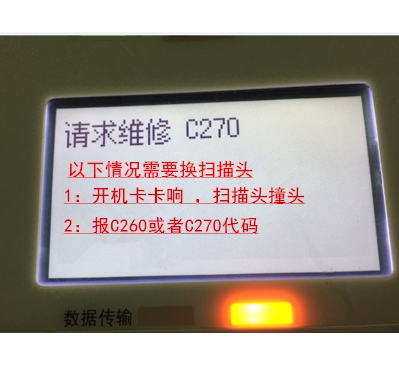 请求维修 C270
以下情况需要换扫描头
1：开机卡卡响 ，扫描头撞头
2：报C260或者C270代码
数据传输